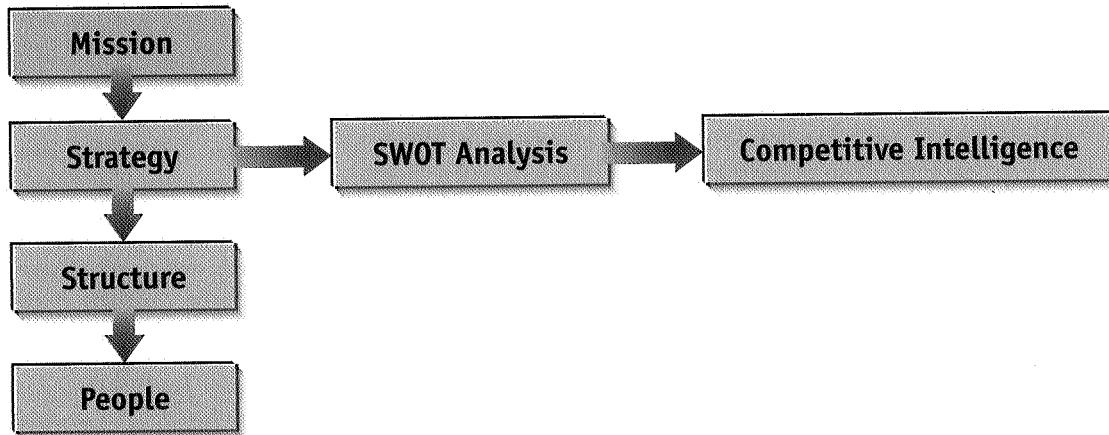 Mission
Strategy
SWOT Analysis
Competitive Intelligence
Structure
People